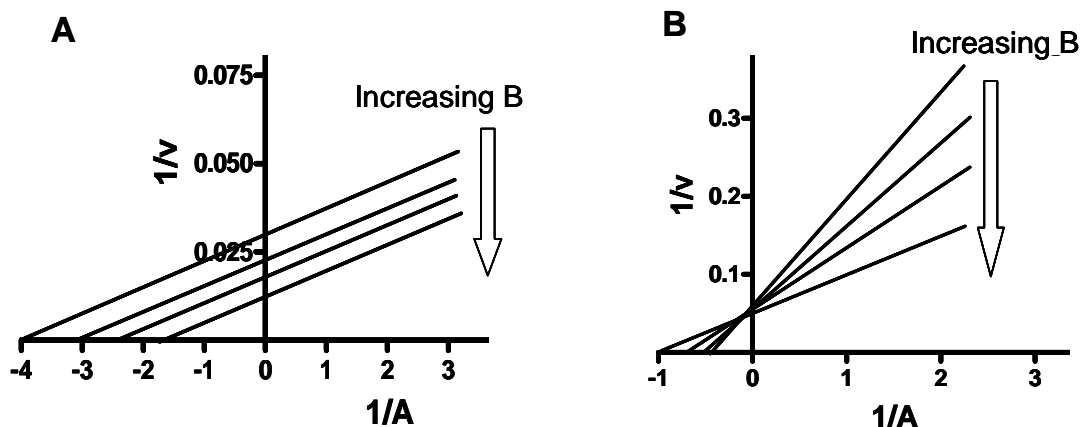 A
Increasing B
1/v
0.075
0.050
0.025
-4 -3 -2 -1 0 1 2 3
1/A
B
Increasing B
1/v
0.3
0.2
0.1
-1 0 1 2 3
1/A